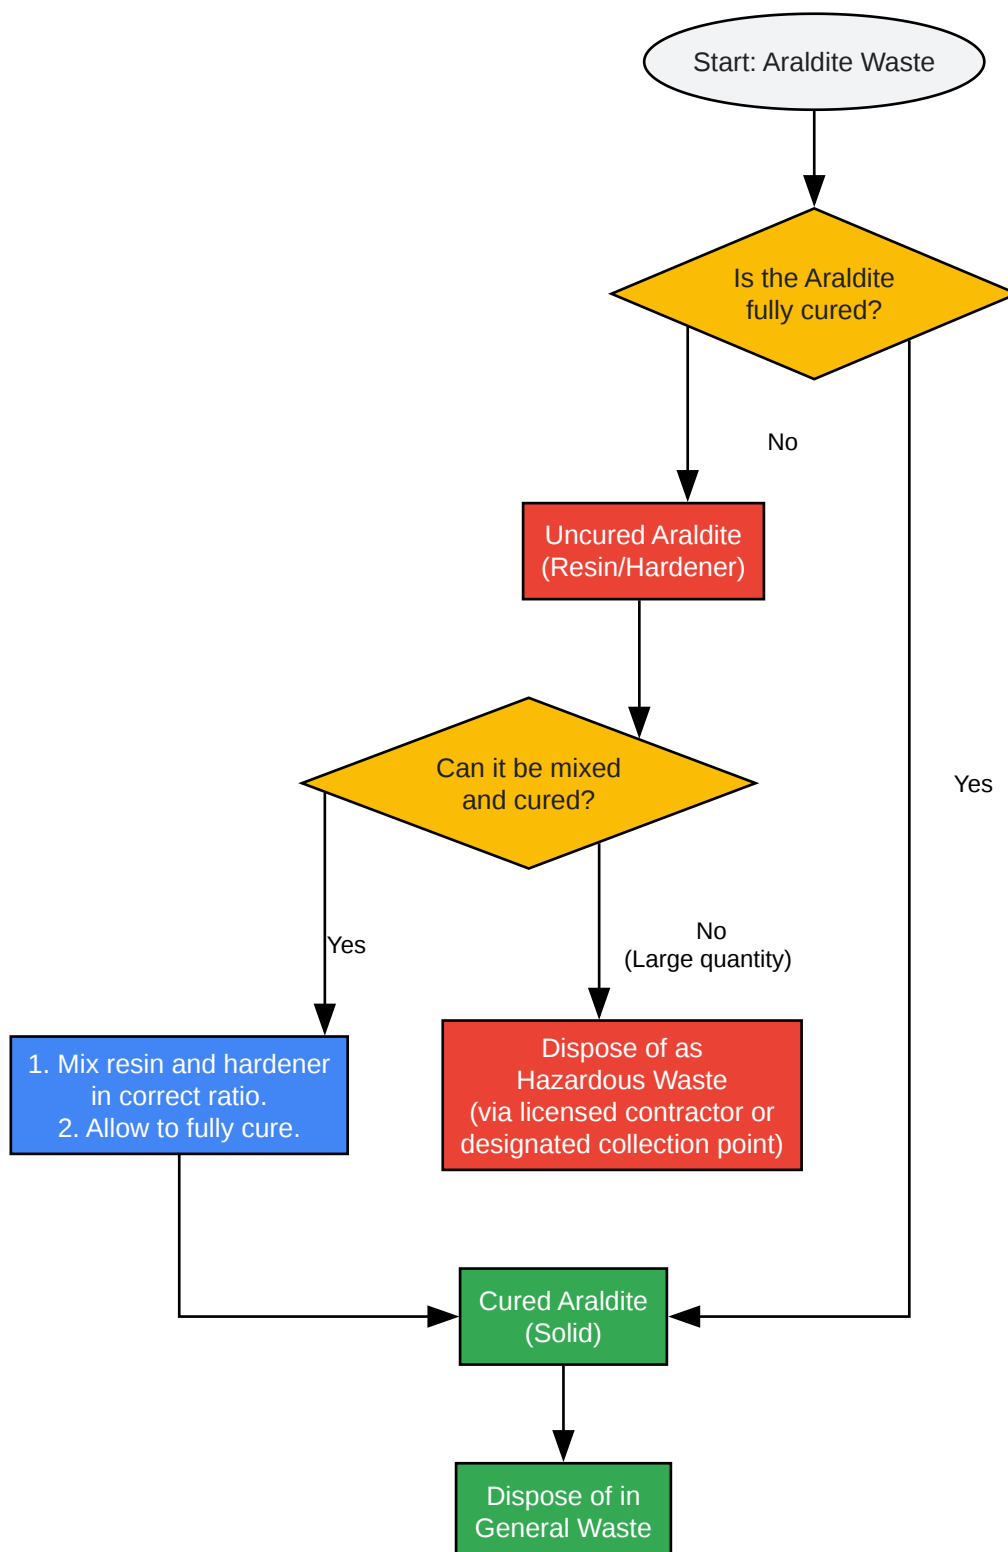 Start: Araldite Waste
Is the Araldite
fully cured?
No
Uncured Araldite
(Resin/Hardener)
Can it be mixed
and cured?
Yes
Yes
No
(Large quantity)
1. Mix resin and hardener
in correct ratio.
2. Allow to fully cure.
Dispose of as
Hazardous Waste
(via licensed contractor or
designated collection point)
Cured Araldite
(Solid)
Dispose of in
General Waste